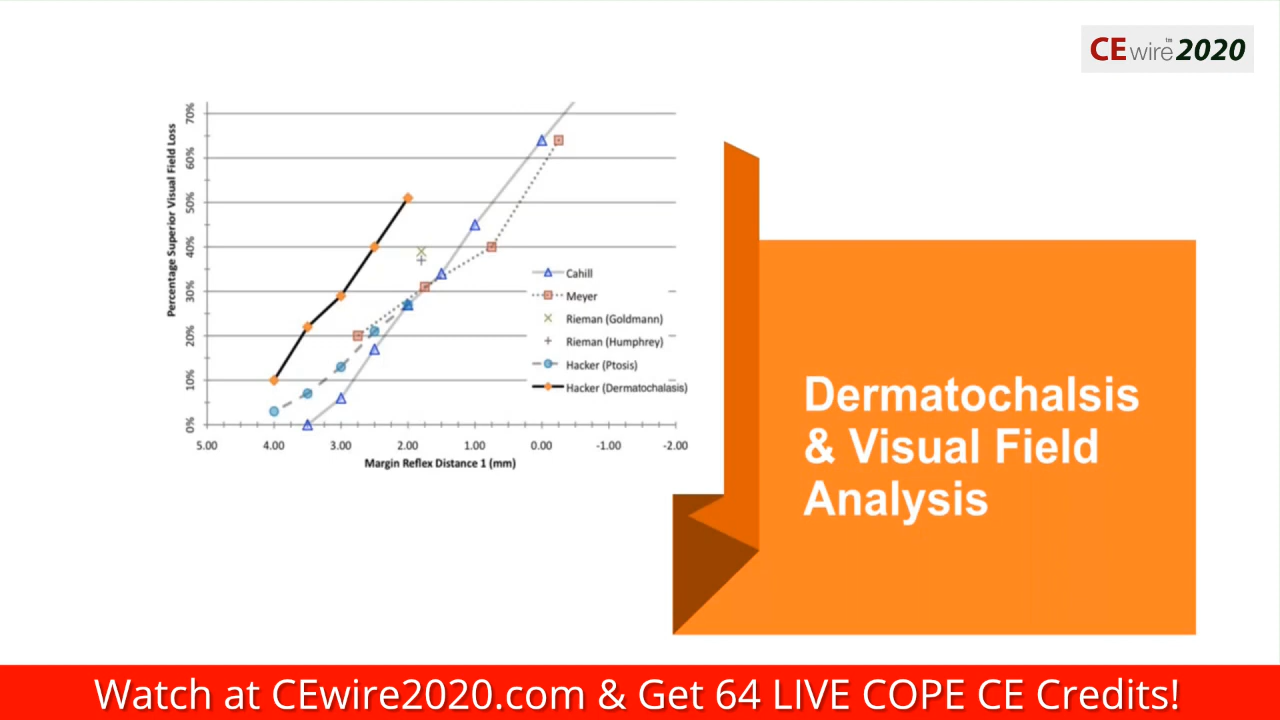 CEwire™2020
Percentage Superior Visual Field Loss
70%
60%
50%
40%
30%
20%
10%
0%
5.00 4.00 3.00 2.00 1.00 0.00 -1.00 -2.00
Margin Reflex Distance 1 (mm)
Cahill
Meyer
Rieman (Goldmann)
Rieman (Humphrey)
Hacker (Ptosis)
Hacker (Dermatochalasis)
Dermatochalsis
& Visual Field
Analysis
Watch at CEwire2020.com & Get 64 LIVE COPE CE Credits!